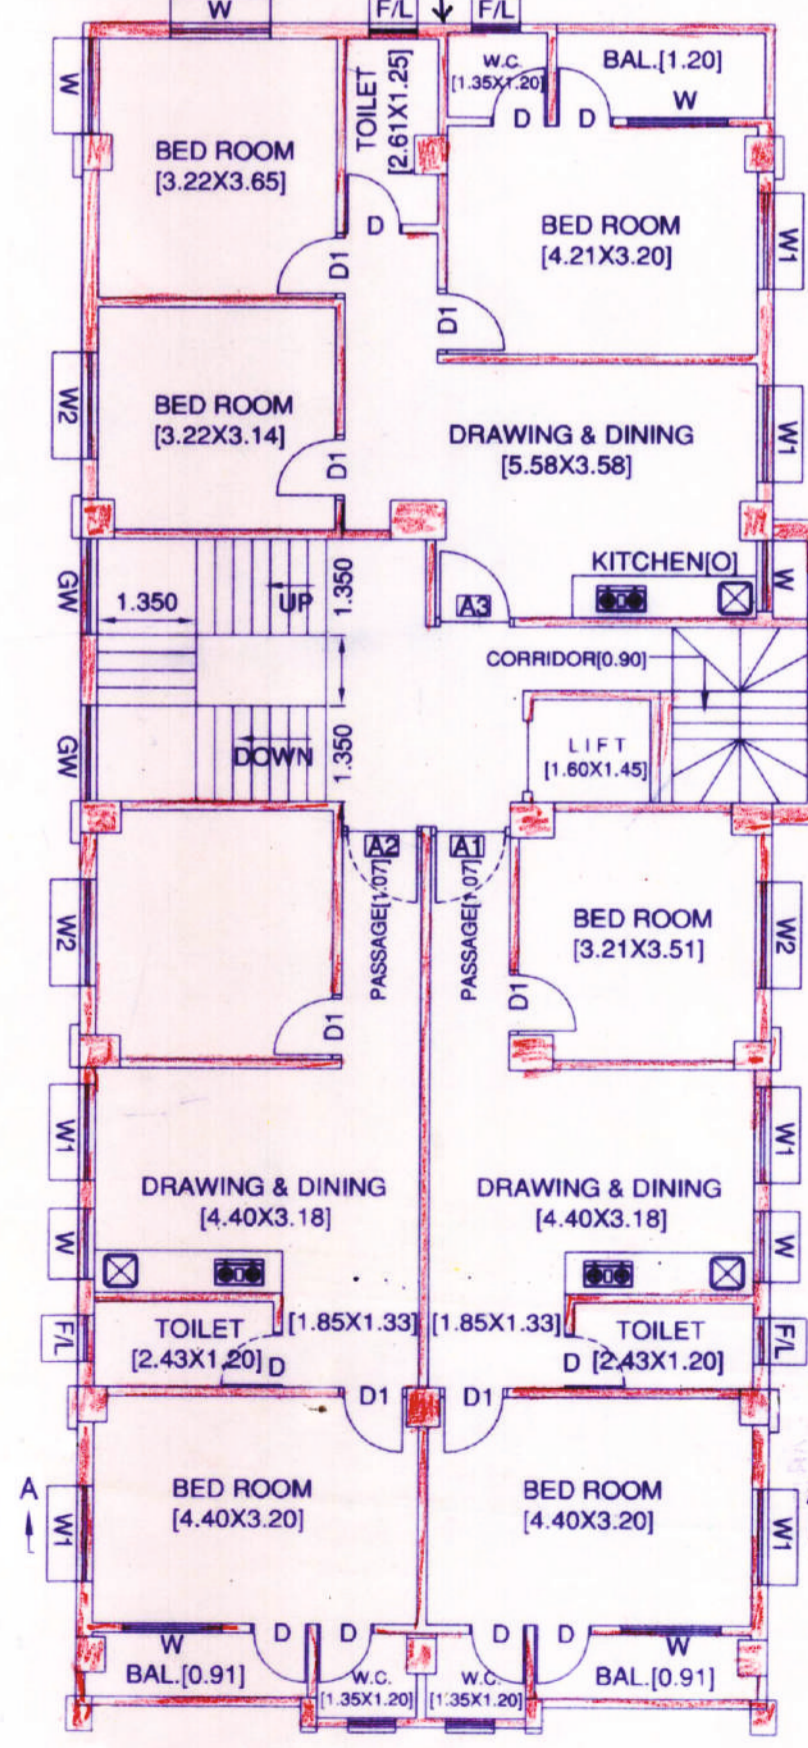 W
F/L
F/L
W
TOILET
[2.61X1.25]
W.C.
[1.35X1.20]
BAL.[1.20]
W
D
D
BED ROOM
[3.22X3.65]
D
D1
BED ROOM
[4.21X3.20]
W1
D1
W2
BED ROOM
[3.22X3.14]
D1
DRAWING & DINING
[5.58X3.58]
W1
KITCHEN[O]
W
GW
1.350
UP
1.350
A3
CORRIDOR[0.90]
GW
DOWN
1.350
LIFT
[1.60X1.45]
A2
A1
PASSAGE[1.07]
PASSAGE[1.07]
W2
D1
D1
BED ROOM
[3.21X3.51]
W2
W1
W1
DRAWING & DINING
[4.40X3.18]
DRAWING & DINING
[4.40X3.18]
W
W
F/L
TOILET
[2.43X1.20]
D
[1.85X1.33]
[1.85X1.33]
D
TOILET
[2.43X1.20]
F/L
D1
D1
A
W1
BED ROOM
[4.40X3.20]
BED ROOM
[4.40X3.20]
W1
W
D
D
D
D
W
BAL.[0.91]
W.C.
[1.35X1.20]
W.C.
[1.35X1.20]
BAL.[0.91]